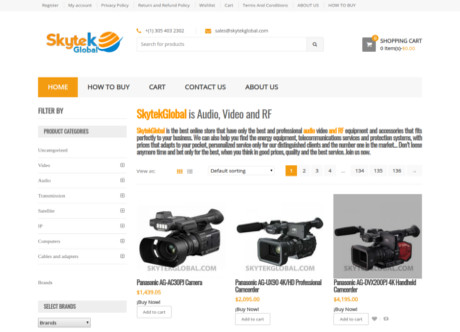 Register My account Privacy Policy Return and Refund Policy Wishlist Cart Terms And Conditions ABOUT US HOW TO BUY
Skytek Global
+(1) 305 403 2302 sales@skytekglobal.com
Search for products
SHOPPING CART
0 Item(s)-$0.00
HOME HOW TO BUY CART CONTACT US ABOUT US
FILTER BY
PRODUCT CATEGORIES
Uncategorized
Video
Audio
Transmission
Satellite
IP
Computers
Cables and adapters
Brands
SELECT BRANDS
Brands
SkytekGlobal is Audio, Video and RF
SkytekGlobal is the best online store that have only the best and professional audio video and RF equipment and accessories that fits
perfectly to your business. We can also help you find the energy equipment, telecommunications services and protection systems, with
prices that adapts to your pocket, personalized service only for our distinguished clients and the number one in the market... Don't loose
anymore time and bet only for the best, when you think in good prices, quality and the best service. Join us now.
View as: Default sorting 1 2 3 4 ... 134 135 136
SKYTEKGLOBAL.COM
Panasonic AG-AC30PJ Camera
$1,439.05
¡Buy Now!
Add to cart
SKYTEKGLOBAL.COM
Panasonic AG-UX90 4K/HD Professional
Camcorder
$2,095.00
¡Buy Now!
Add to cart
SKYTEKGLOBAL.COM
Panasonic AG-DVX200PJ 4K Handheld
Camcorder
$4,195.00
¡Buy Now!
Add to cart